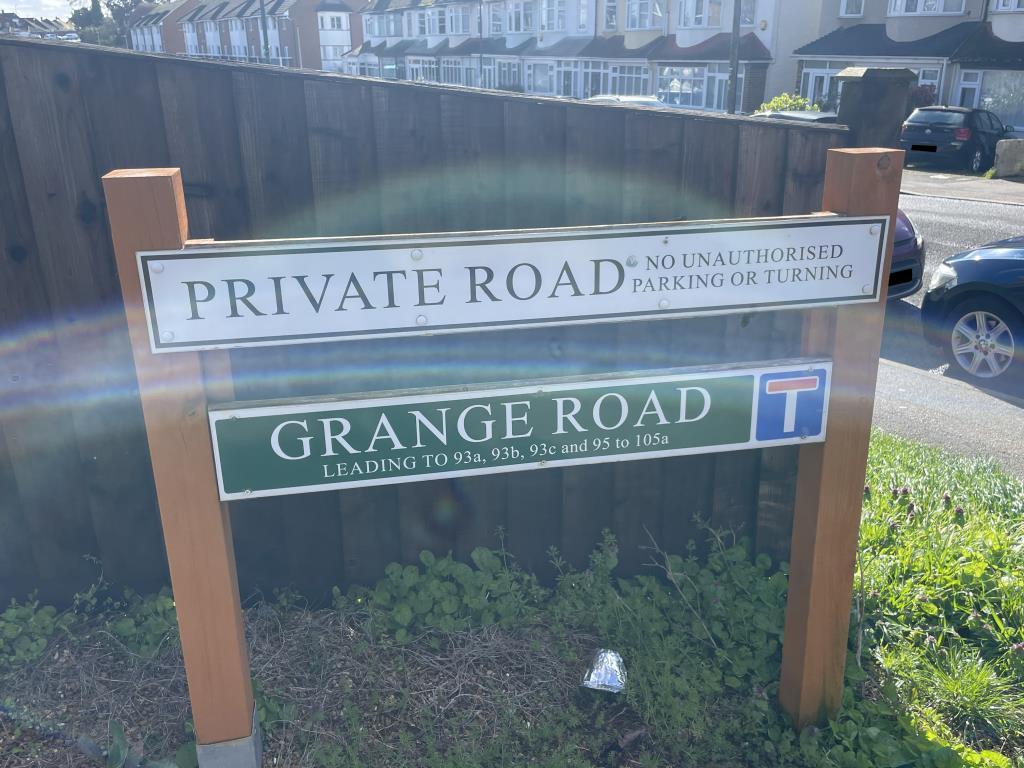 PRIVATE ROAD
NO UNAUTHORISED
PARKING OR TURNING
GRANGE ROAD
LEADING TO 93a, 93b, 93c and 95 to 105a